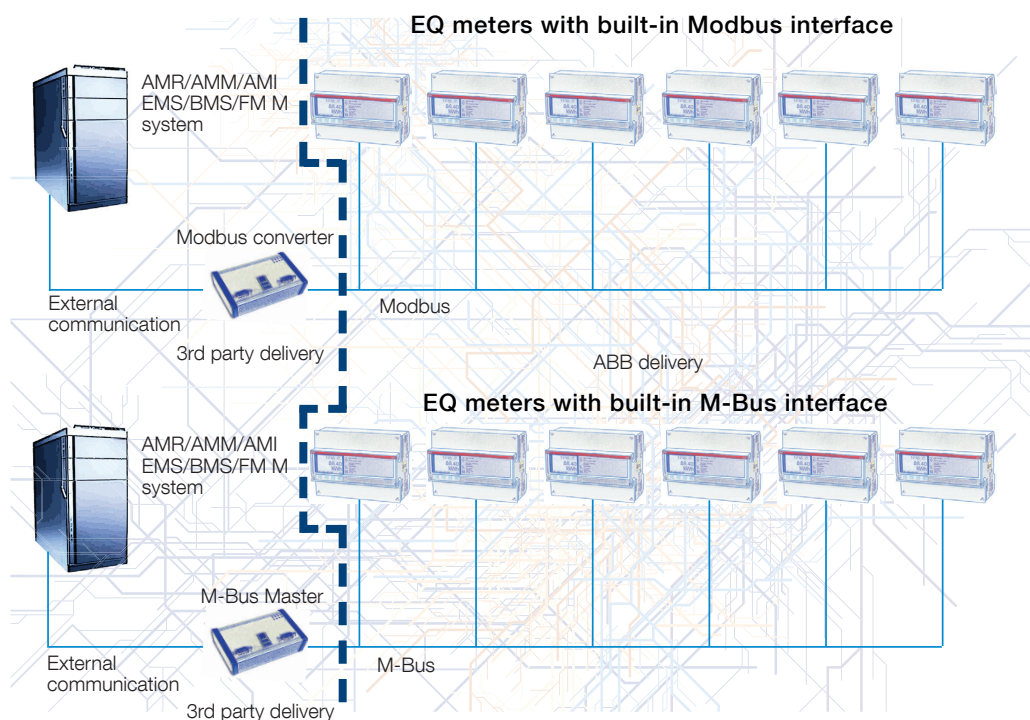 EQ meters with built-in Modbus interface
AMR/AMM/AMI
EMS/BMS/FM M
system
Modbus converter
External
communication
Modbus
3rd party delivery
ABB delivery
EQ meters with built-in M-Bus interface
AMR/AMM/AMI
EMS/BMS/FM M
system
M-Bus Master
External
communication
M-Bus
3rd party delivery